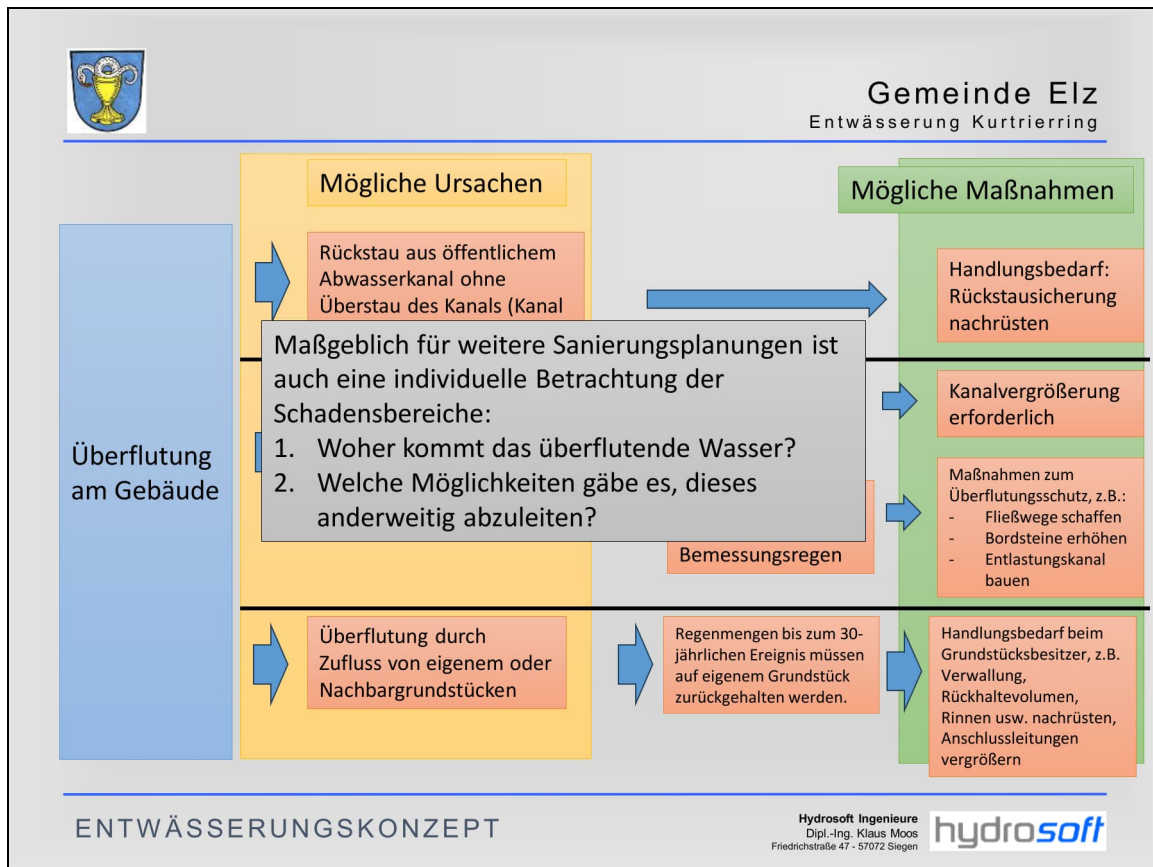 Gemeinde Elz
Entwässerung Kurtrierring
Mögliche Ursachen
Mögliche Maßnahmen
Überflutung
am Gebäude
Rückstau aus öffentlichem
Abwasserkanal ohne
Überstau des Kanals (Kanal
Handlungsbedarf:
Rückstausicherung
nachrüsten
Maßgeblich für weitere Sanierungsplanungen ist
auch eine individuelle Betrachtung der
Schadensbereiche:
1. Woher kommt das überflutende Wasser?
2. Welche Möglichkeiten gäbe es, dieses
anderweitig abzuleiten?
Kanalvergrößerung
erforderlich
Bemessungsregen
Maßnahmen zum
Überflutungsschutz, z.B.:
- Fließwege schaffen
- Bordsteine erhöhen
- Entlastungskanal
bauen
Überflutung durch
Zufluss von eigenem oder
Nachbargrundstücken
Regenmengen bis zum 30-
jährlichen Ereignis müssen
auf eigenem Grundstück
zurückgehalten werden.
Handlungsbedarf beim
Grundstücksbesitzer, z.B.
Verwallung,
Rückhaltevolumen,
Rinnen usw. nachrüsten,
Anschlussleitungen
vergrößern
ENTWÄSSERUNGSKONZEPT
Hydrosoft Ingenieure
Dipl.-Ing. Klaus Moos
Friedrichstraße 47 - 57072 Siegen
hydrosoft